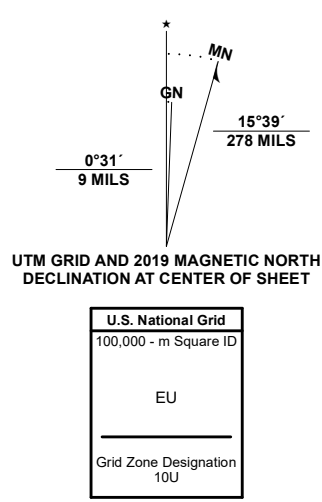 ★
MN
GN
15°39´
278 MILS
0°31´
9 MILS
UTM GRID AND 2019 MAGNETIC NORTH
DECLINATION AT CENTER OF SHEET
U.S. National Grid
100,000 - m Square ID
EU
Grid Zone Designation
10U